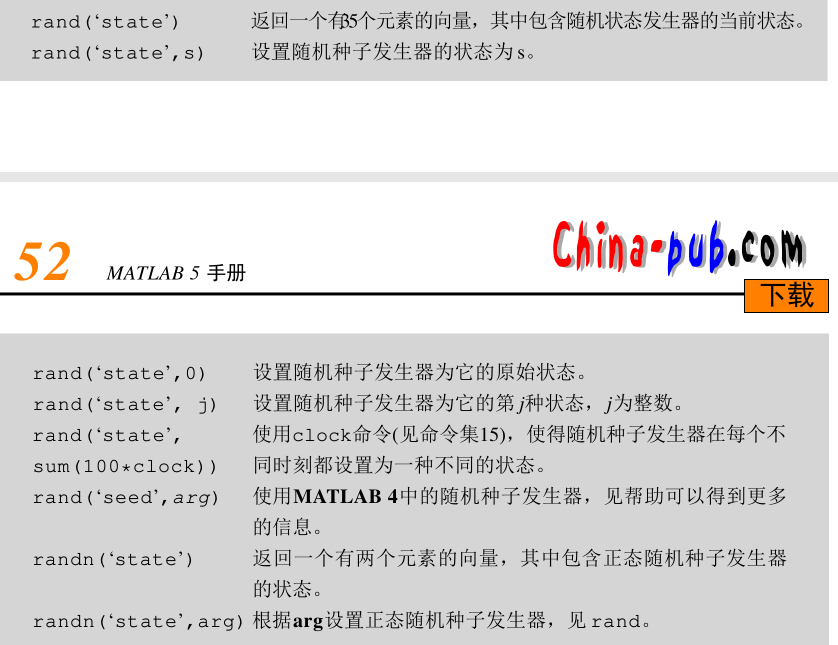 rand(‘state’) 返回一个有35个元素的向量，其中包含随机状态发生器的当前状态。
rand(‘state’,s) 设置随机种子发生器的状态为 s。
52 MATLAB 5 手册 China-pub.com
下载
rand(‘state’,0) 设置随机种子发生器为它的原始状态。
rand(‘state’, j) 设置随机种子发生器为它的第j种状态，j为整数。
rand(‘state’, 使用clock命令(见命令集15)，使得随机种子发生器在每个不
sum(100*clock)) 同时刻都设置为一种不同的状态。
rand(‘seed’,arg) 使用MATLAB 4中的随机种子发生器，见帮助可以得到更多
的信息。
randn(‘state’) 返回一个有两个元素的向量，其中包含正态随机种子发生器
的状态。
randn(‘state’,arg) 根据arg设置正态随机种子发生器，见 rand。